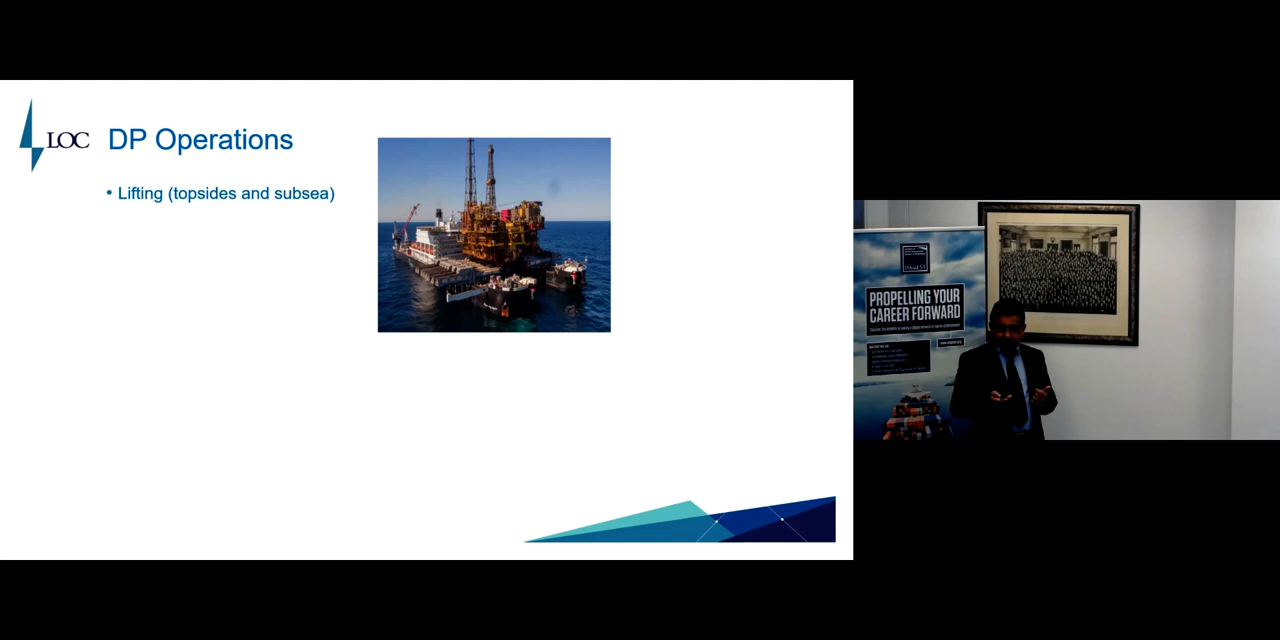 LOC
DP Operations
• Lifting (topsides and subsea)
PROPELLING YOUR
CAREER FORWARD